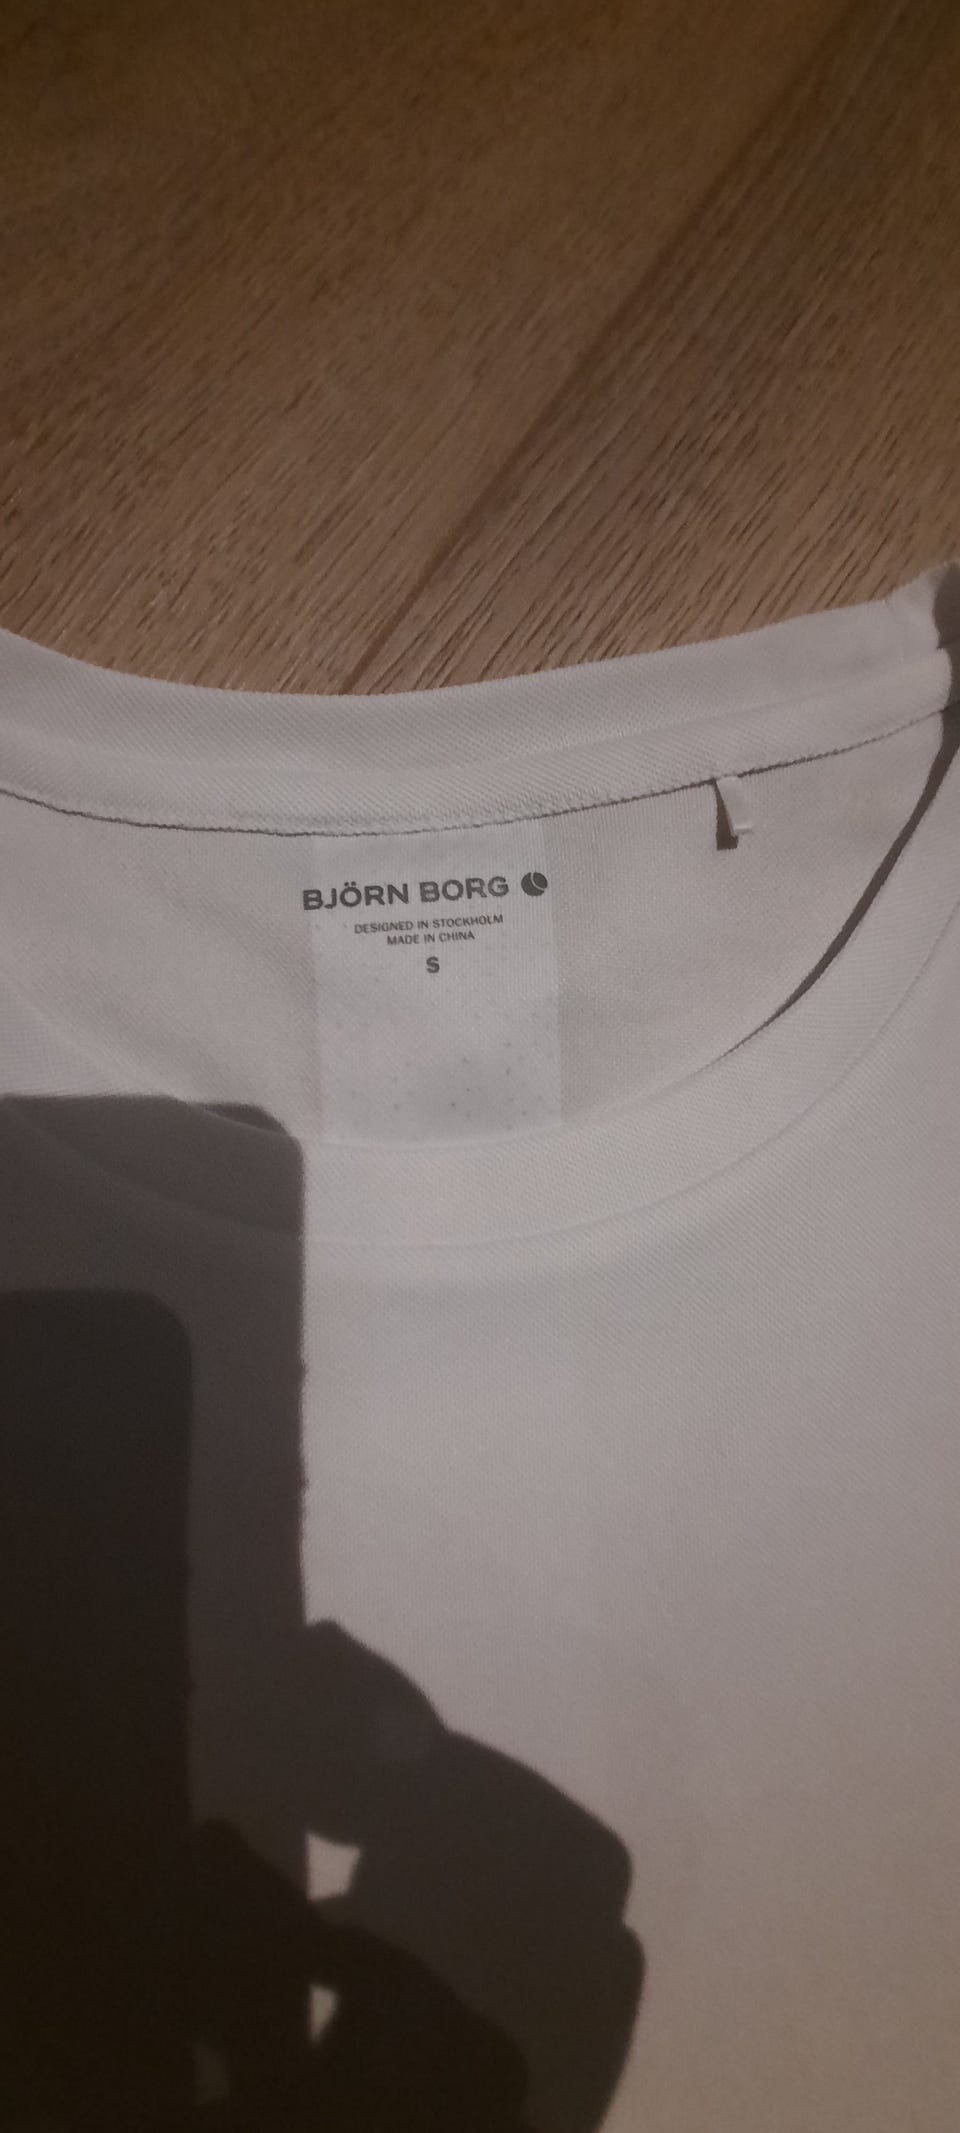 BJÖRN BORG
DESIGNED IN STOCKHOLM
MADE IN CHINA
S